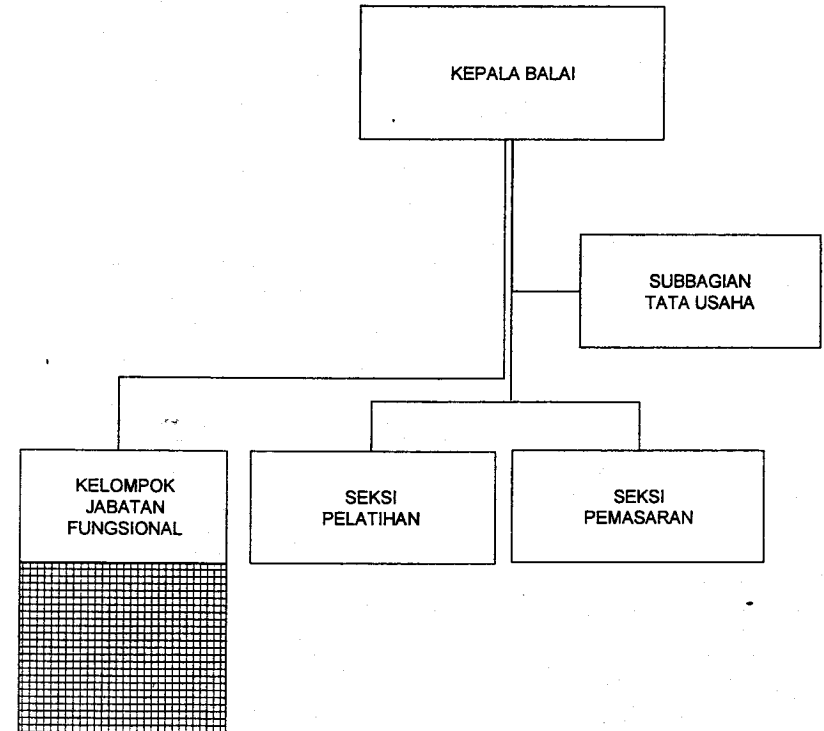 KEPALA BALAI
SUBBAGIAN
TATA USAHA
KELOMPOK
JABATAN
FUNGSIONAL
SEKSI
PELATIHAN
SEKSI
PEMASARAN